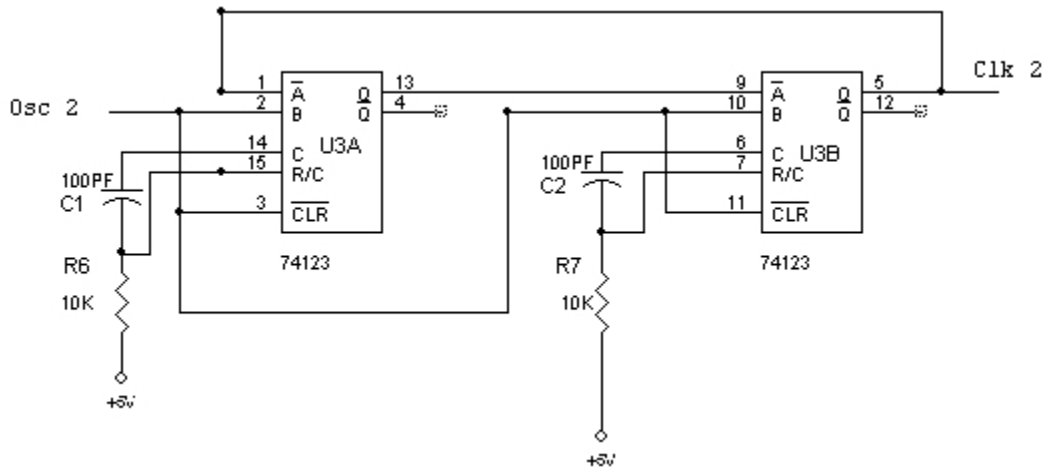 Osc 2
1
2
14
15
3
A
B
C
R/C
CLR
U3A
Q
Q
13
4
74123
100PF
C1
R6
10K
+5V
9
10
6
7
11
A
B
C
R/C
CLR
U3B
Q
Q
5
12
74123
100PF
C2
R7
10K
+5V
Clk 2